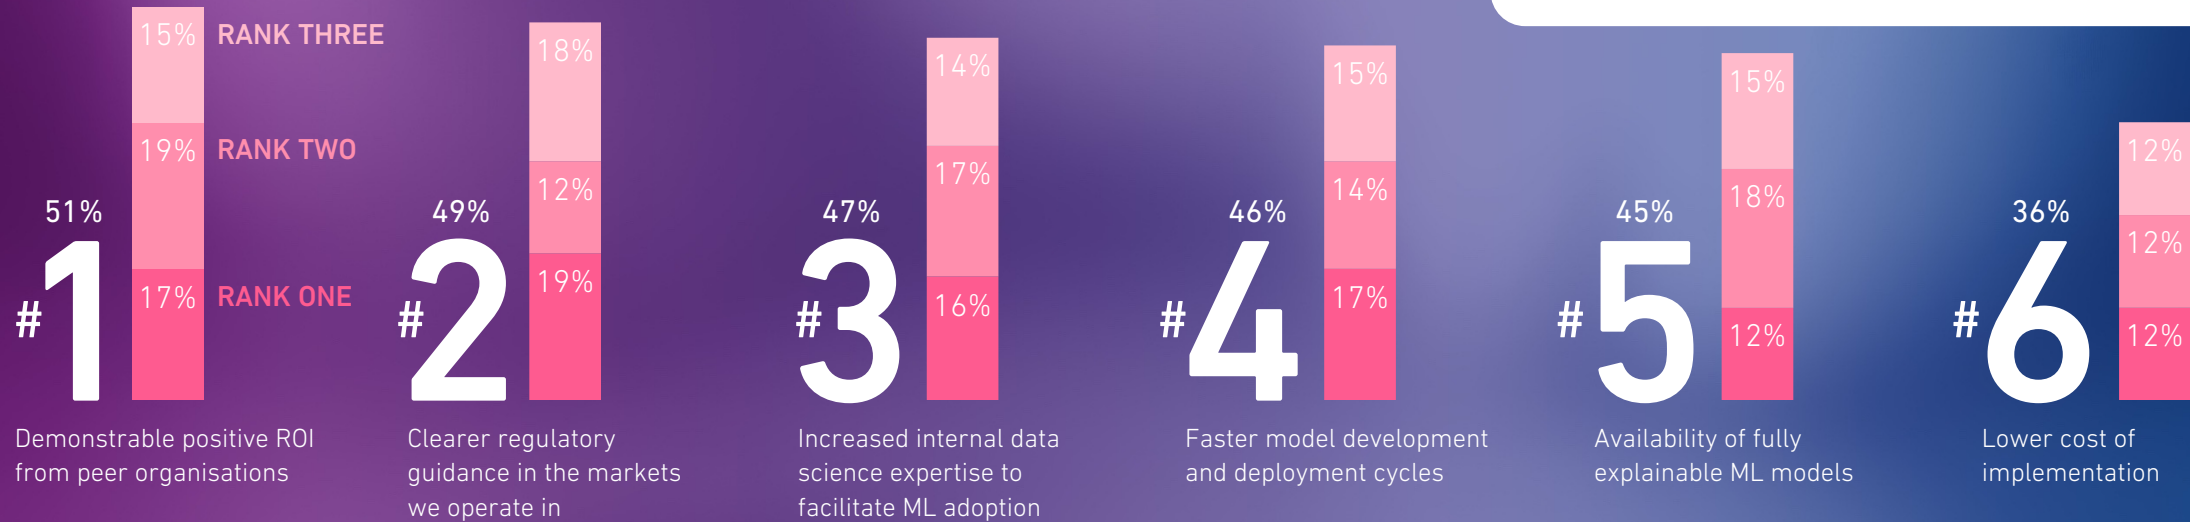 15% RANK THREE
19% RANK TWO
51%
#1
17% RANK ONE
Demonstrable positive ROI
from peer organisations
18%
12%
49%
#2
19%
Clearer regulatory
guidance in the markets
we operate in
14%
17%
47%
#3
16%
Increased internal data
science expertise to
facilitate ML adoption
15%
14%
46%
#4
17%
Faster model development
and deployment cycles
15%
18%
45%
#5
12%
Availability of fully
explainable ML models
12%
12%
36%
#6
12%
Lower cost of
implementation